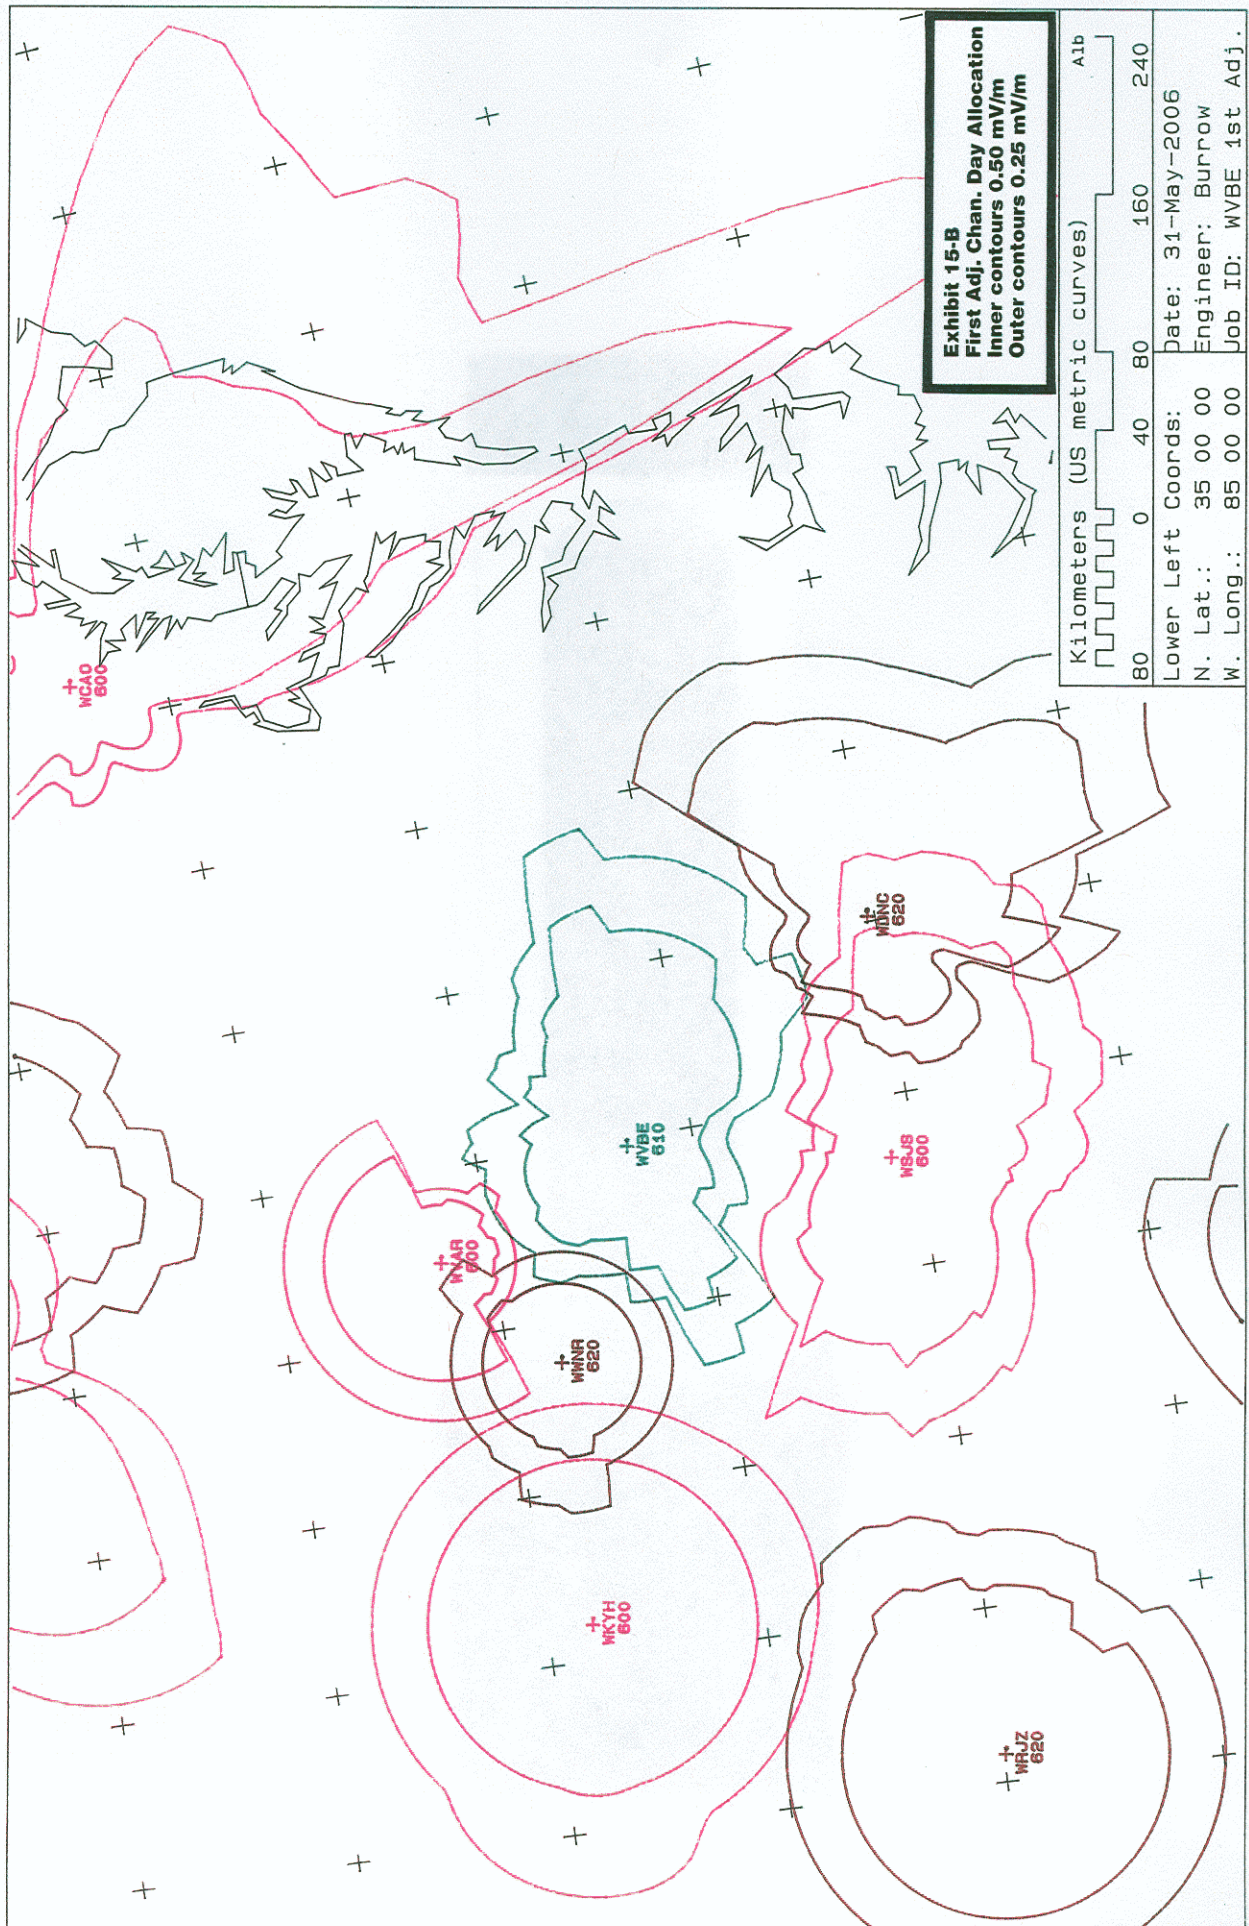 Exhibit 15-B
First Adj. Chan. Day Allocation
Inner contours 0.50 mV/m
Outer contours 0.25 mV/m
Kilometers (US metric curves)
Alb
80 0 40 80 160 240
Lower Left Coords:
N. Lat.: 35 00 00
W. Long.: 85 00 00
Date: 31-May-2006
Engineer: Burrow
Job ID: WVBE 1st Adj.
WCAO
600
WVBE
610
WDNC
620
WSJS
600
WWNR
620
WKYH
600
WRJZ
620